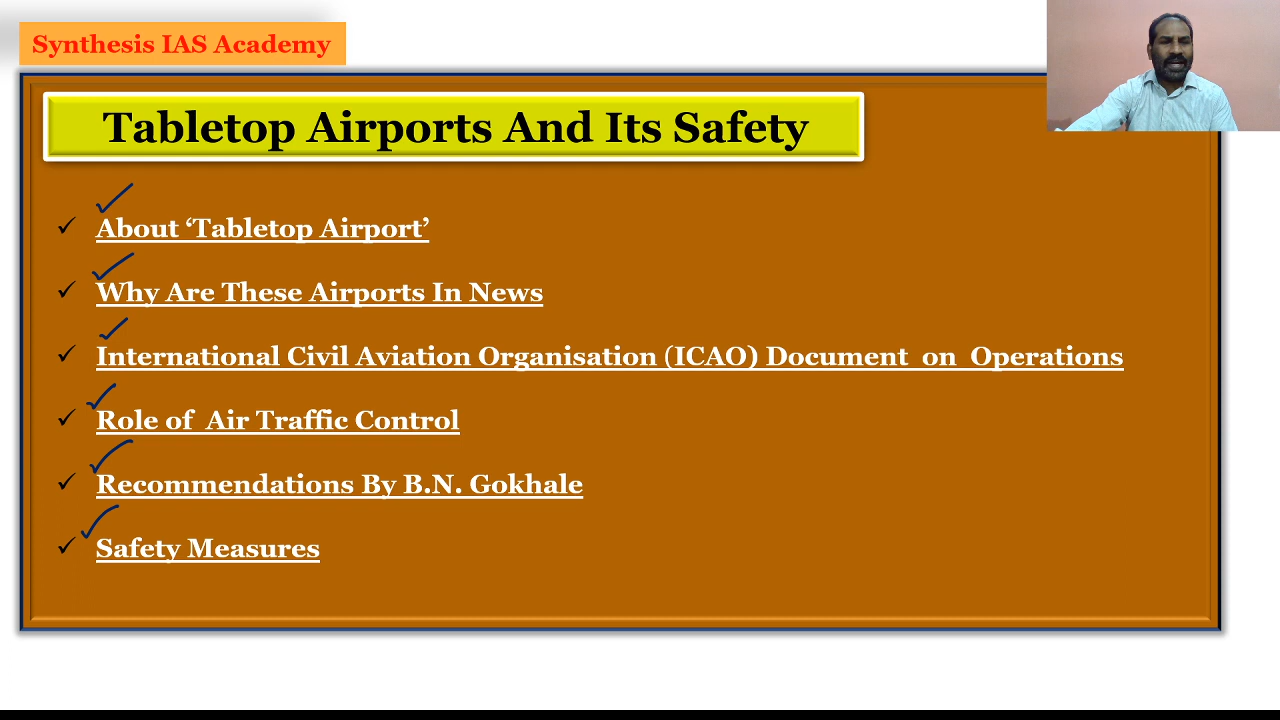 Synthesis IAS Academy
Tabletop Airports And Its Safety
About ‘Tabletop Airport’
Why Are These Airports In News
International Civil Aviation Organisation (ICAO) Document on Operations
Role of Air Traffic Control
Recommendations By B.N. Gokhale
Safety Measures